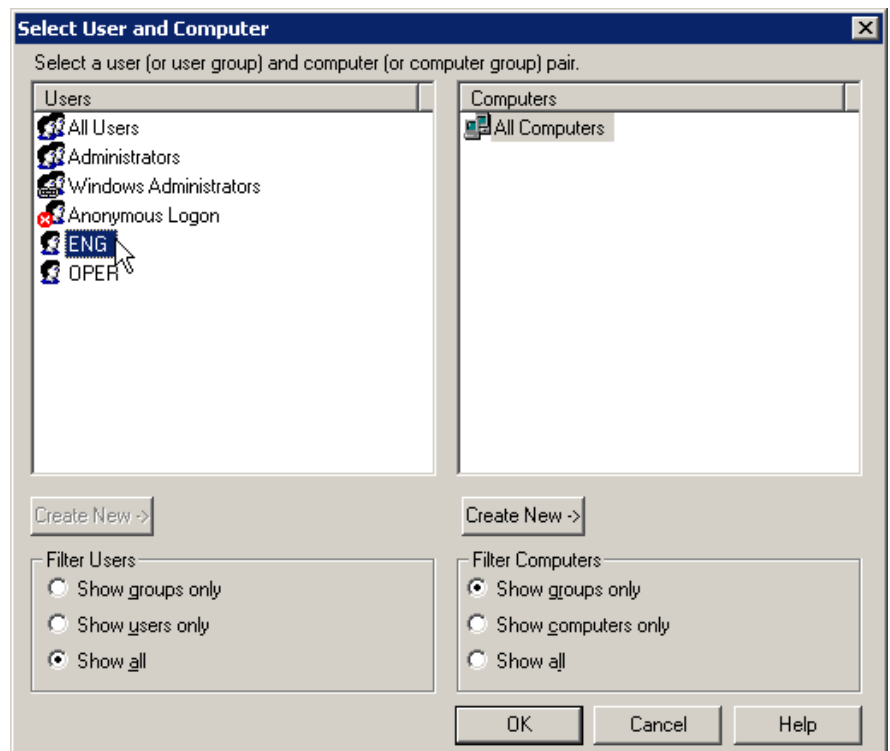 Select User and Computer
Select a user (or user group) and computer (or computer group) pair.
Users
All Users
Administrators
Windows Administrators
Anonymous Logon
ENG
OPER
Computers
All Computers
Create New ->
Create New ->
Filter Users
Show groups only
Show users only
Show all
Filter Computers
Show groups only
Show computers only
Show all
OK
Cancel
Help